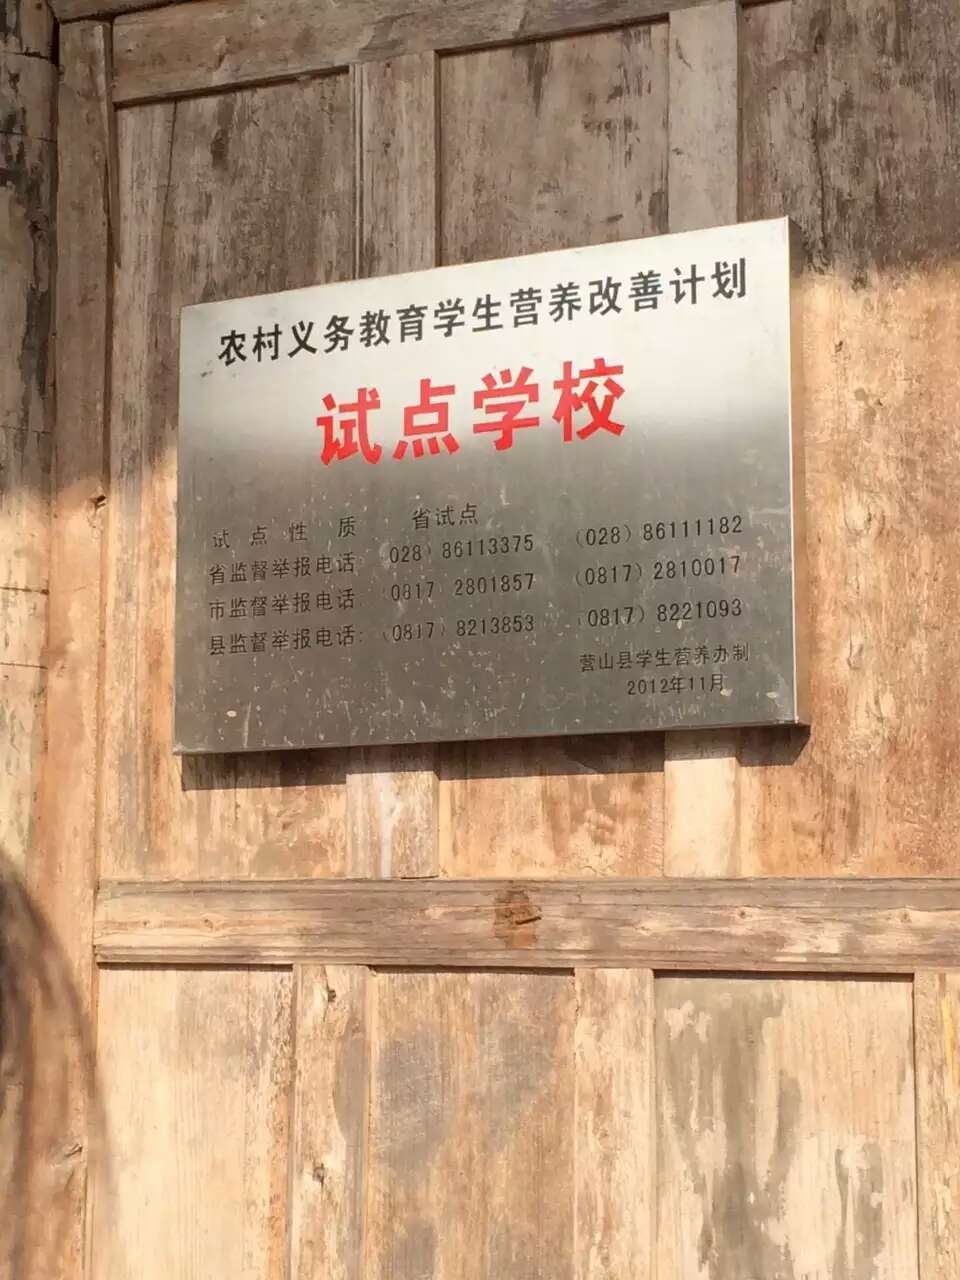 农村义务教育学生营养改善计划
试点学校
试点性质 省试点
省监督举报电话 028）86113375 （028）86111182
市监督举报电话 （0817）2801857 （0817）2810017
县监督举报电话：（0817）8213853 （0817）8221093
营山县学生营养办制
2012年11月